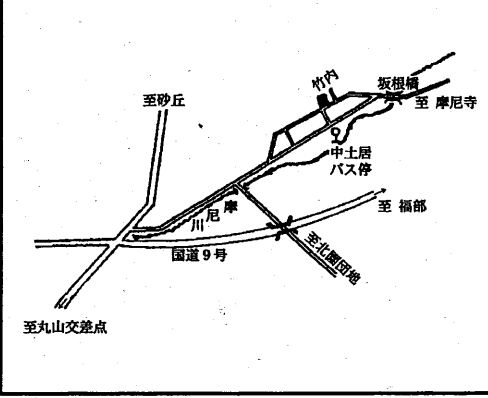 竹内
坂根橋
至 摩尼寺
至砂丘
中土居
バス停
摩尼川
至 福部
国道9号
至北園団地
至丸山交差点